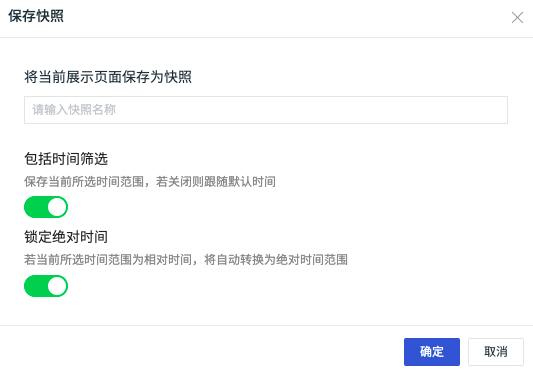 保存快照
将当前展示页面保存为快照
请输入快照名称
包括时间筛选
保存当前所选时间范围，若关闭则跟随默认时间
锁定绝对时间
若当前所选时间范围为相对时间，将自动转换为绝对时间范围
确定
取消